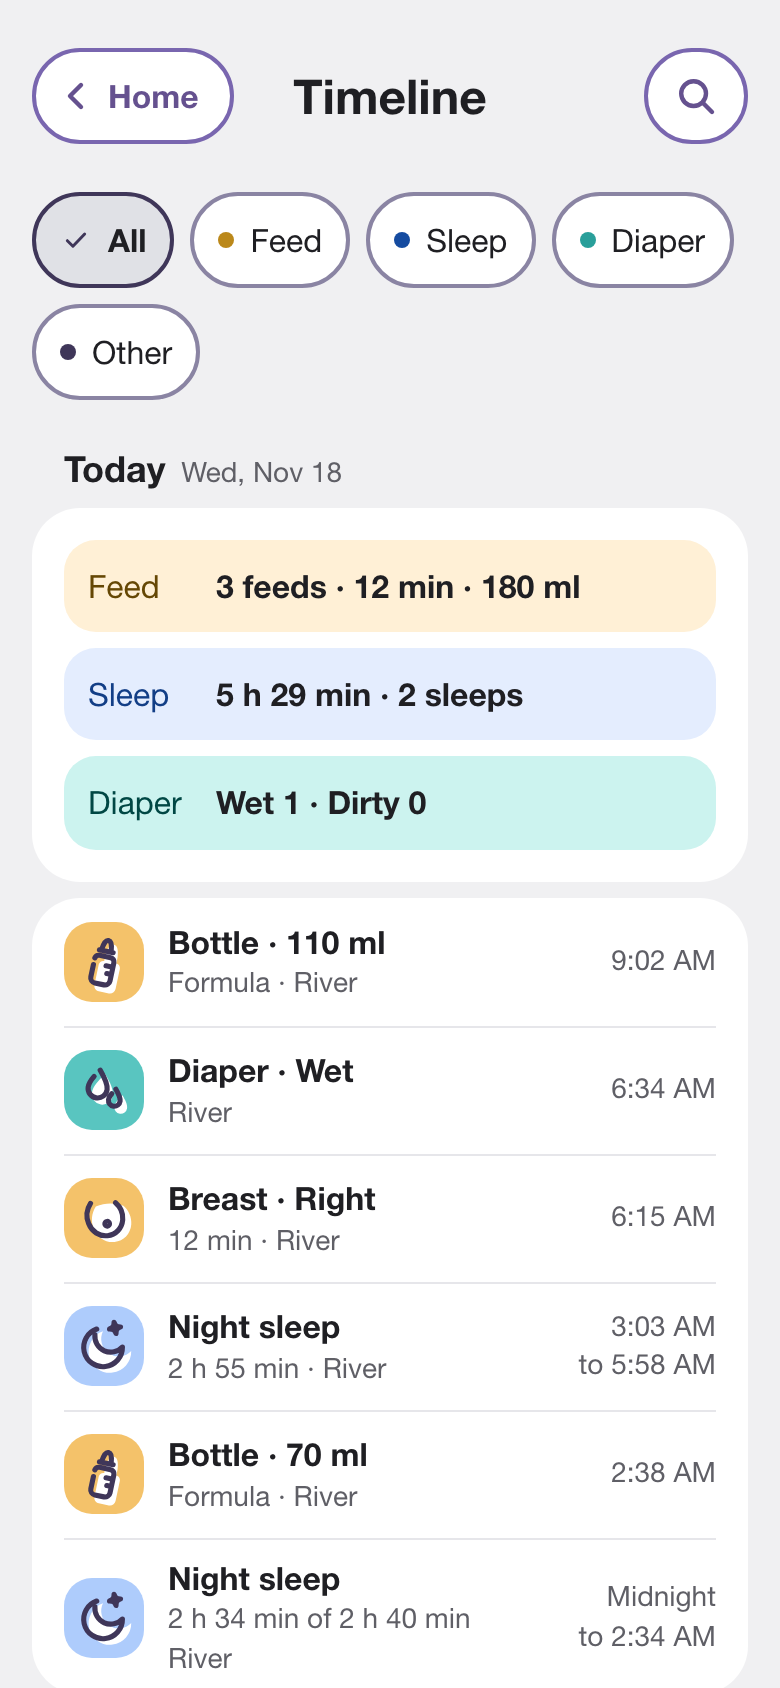 Home
Timeline
All
Feed
Sleep
Diaper
Other
Today Wed, Nov 18
Feed 3 feeds · 12 min · 180 ml
Sleep 5 h 29 min · 2 sleeps
Diaper Wet 1 · Dirty 0
Bottle · 110 ml
Formula · River
9:02 AM
Diaper · Wet
River
6:34 AM
Breast · Right
12 min · River
6:15 AM
Night sleep
2 h 55 min · River
3:03 AM
to 5:58 AM
Bottle · 70 ml
Formula · River
2:38 AM
Night sleep
2 h 34 min of 2 h 40 min
River
Midnight
to 2:34 AM